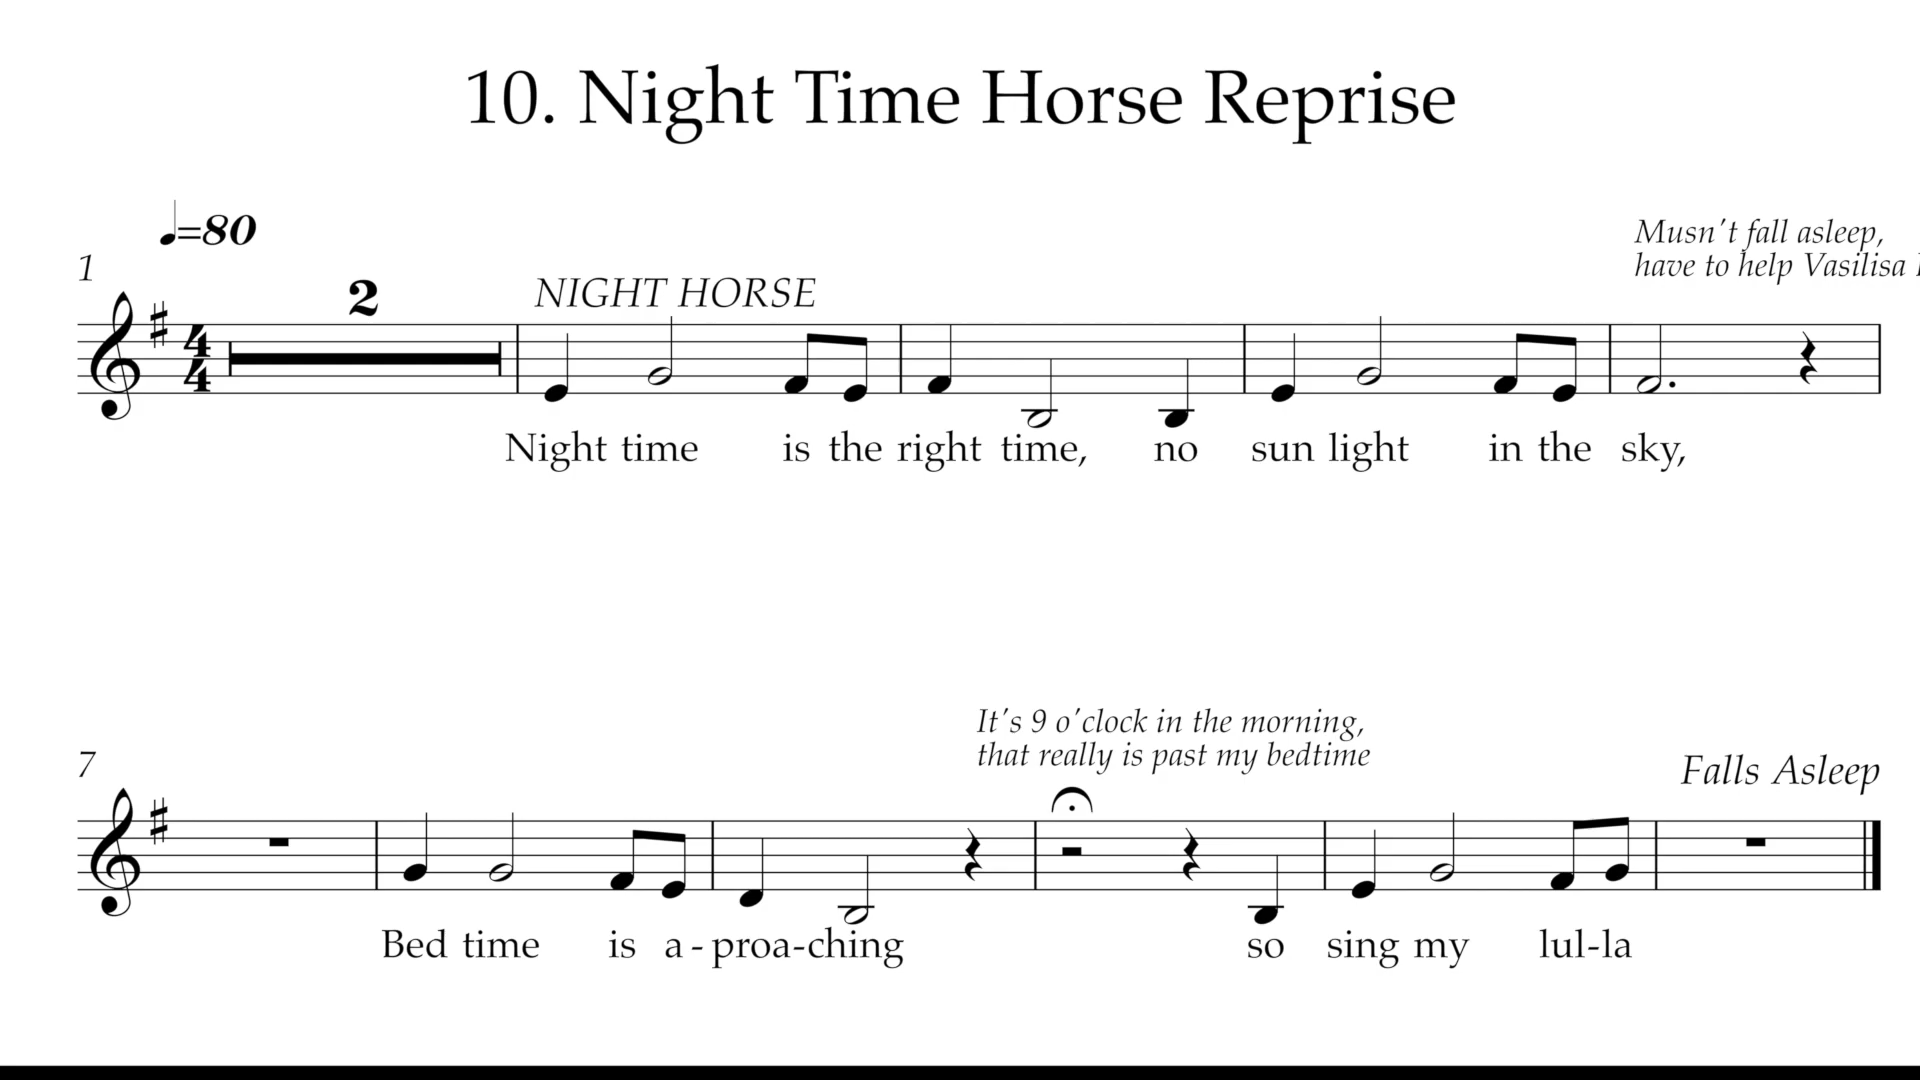 10. Night Time Horse Reprise
=80
Musn't fall asleep,
have to help Vasilisa
1
2
NIGHT HORSE
4
4
Night time is the right time, no sun light in the sky,
It's 9 o'clock in the morning,
that really is past my bedtime
7
Falls Asleep
Bed time is a-proa-ching so sing my lul-la